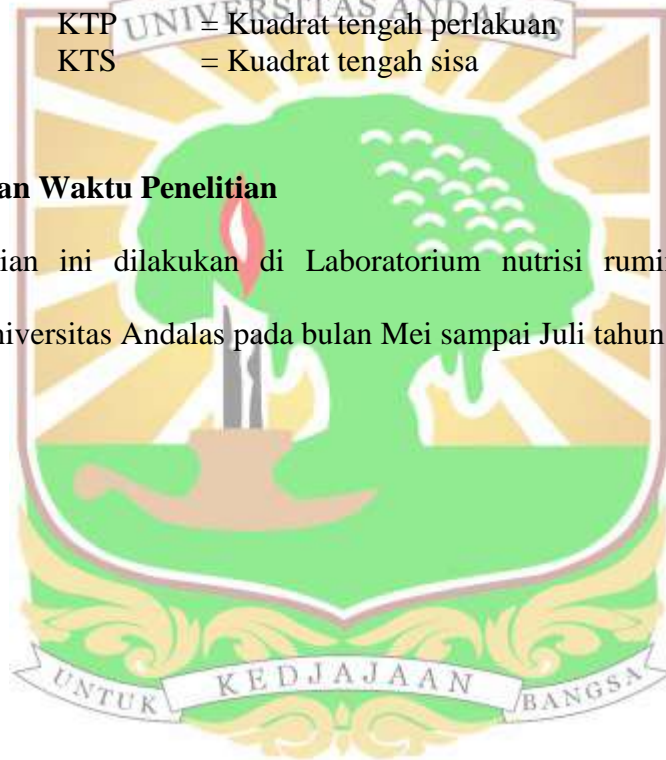 UNIVERSITAS ANDALAS
KTP = Kuadrat tengah perlakuan
KTS = Kuadrat tengah sisa
an Waktu Penelitian
ian ini dilakukan di Laboratorium nutrisi rumi
niversitas Andalas pada bulan Mei sampai Juli tahun
UNTUK KEDJAJAAN BANGSA